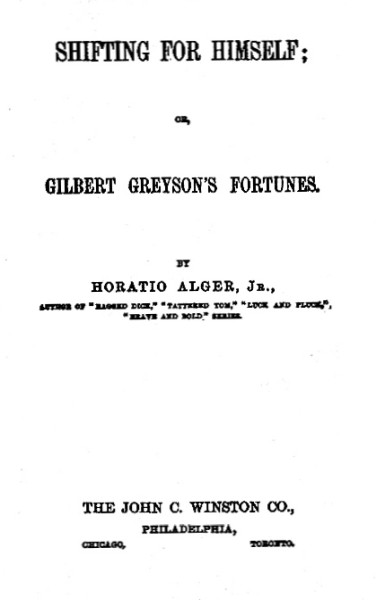 SHIFTING FOR HIMSELF;
OR,
GILBERT GREYSON'S FORTUNES.
BY
HORATIO ALGER, JR.,
AUTHOR OF "RAGGED DICK," "TATTERED TOM," "LUCK AND PLUCK,",
"BRAVE AND BOLD," SERIES.
THE JOHN C. WINSTON CO.,
PHILADELPHIA,
CHICAGO, TORONTO.